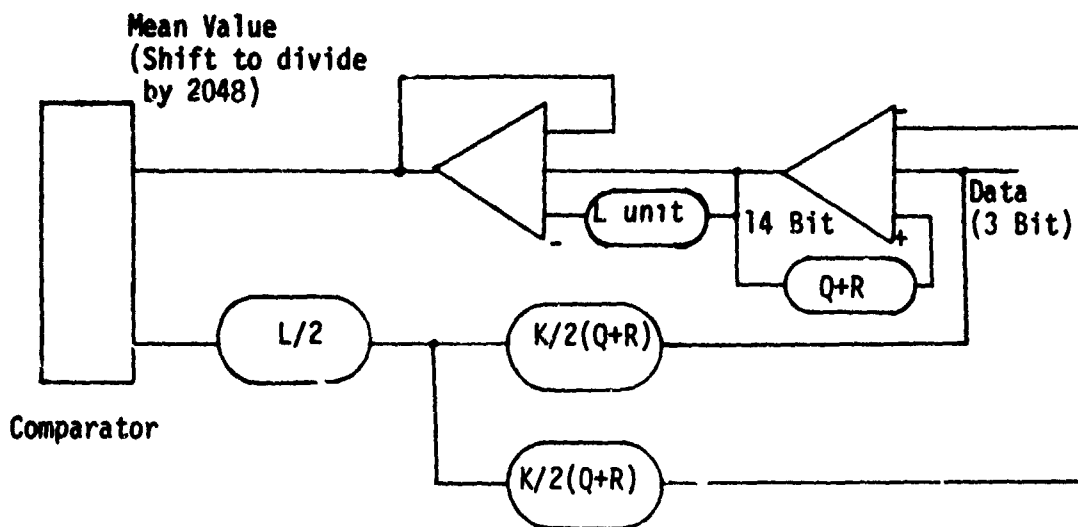 Mean Value
(Shift to divide
by 2048)
-
Data
(3 Bit)
L unit
14 Bit
+
-
Q+R
L/2
K/2(Q+R)
Comparator
K/2(Q+R)